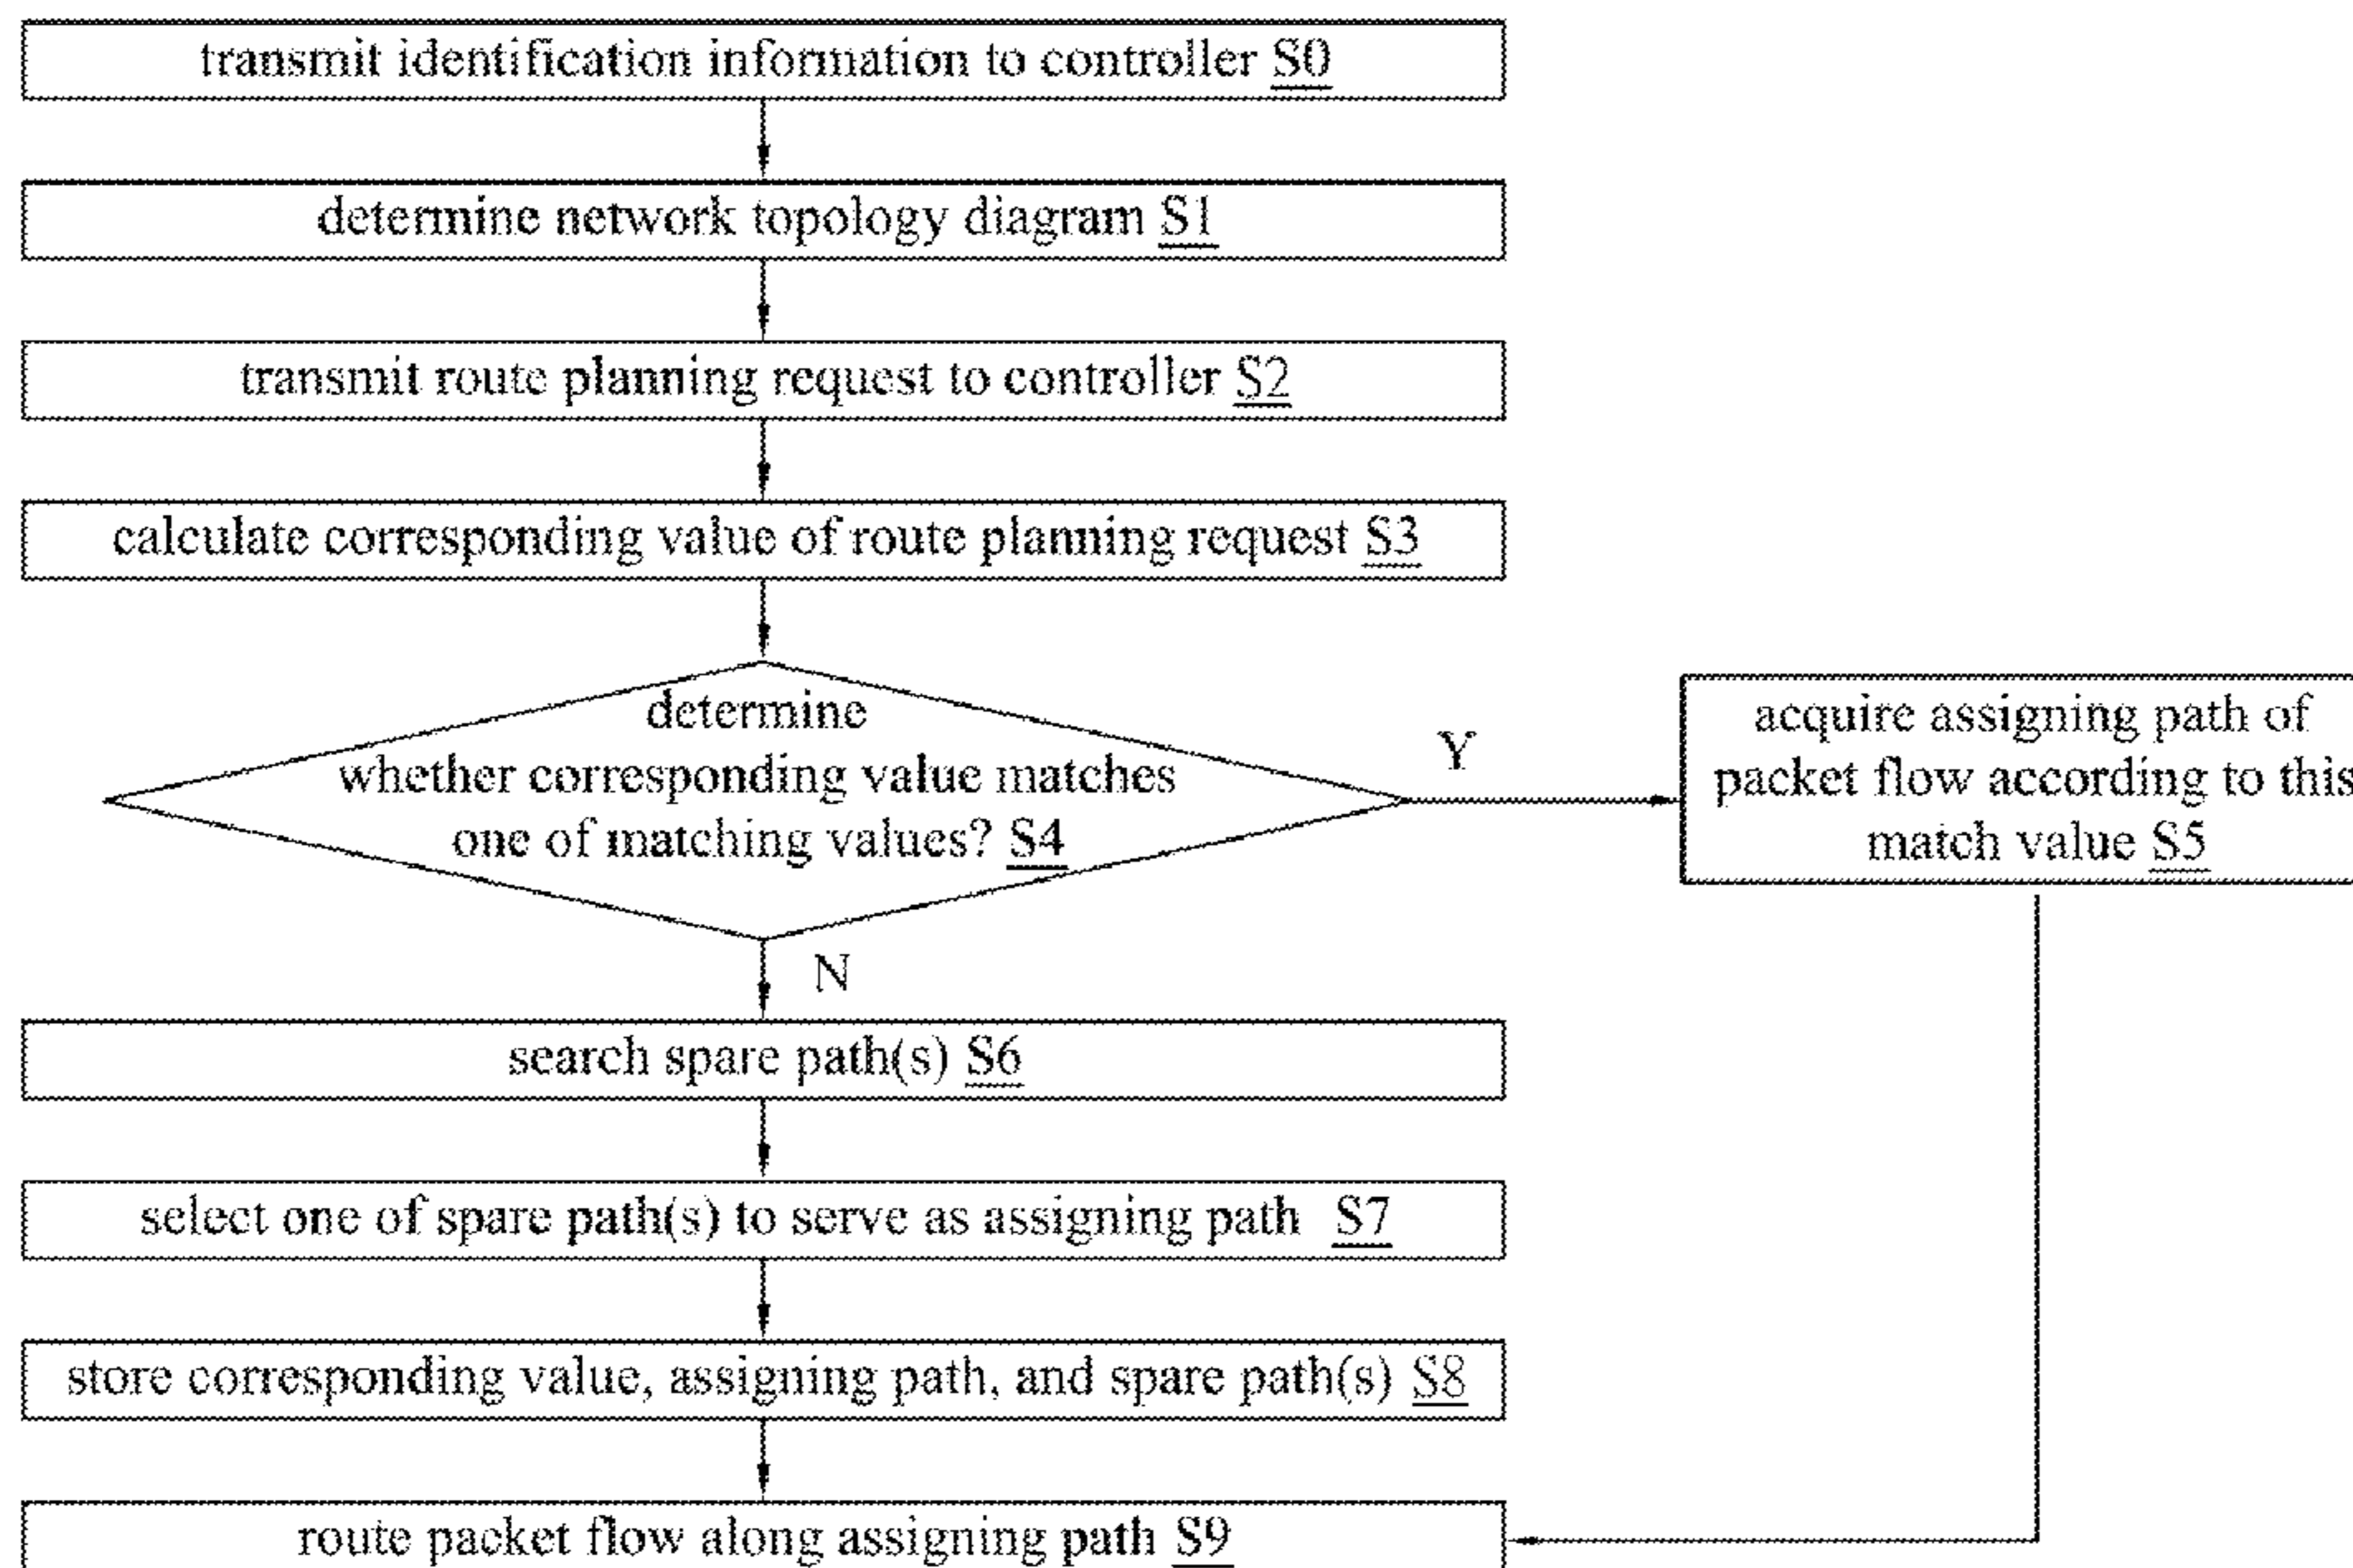 transmit identification information to controller S0
determine network topology diagram S1
transmit route planning request to controller S2
calculate corresponding value of route planning request S3
determine
whether corresponding value matches
one of matching values? S4
Y
acquire assigning path of
packet flow according to this
match value S5
N
search spare path(s) S6
select one of spare path(s) to serve as assigning path S7
store corresponding value, assigning path, and spare path(s) S8
route packet flow along assigning path S9